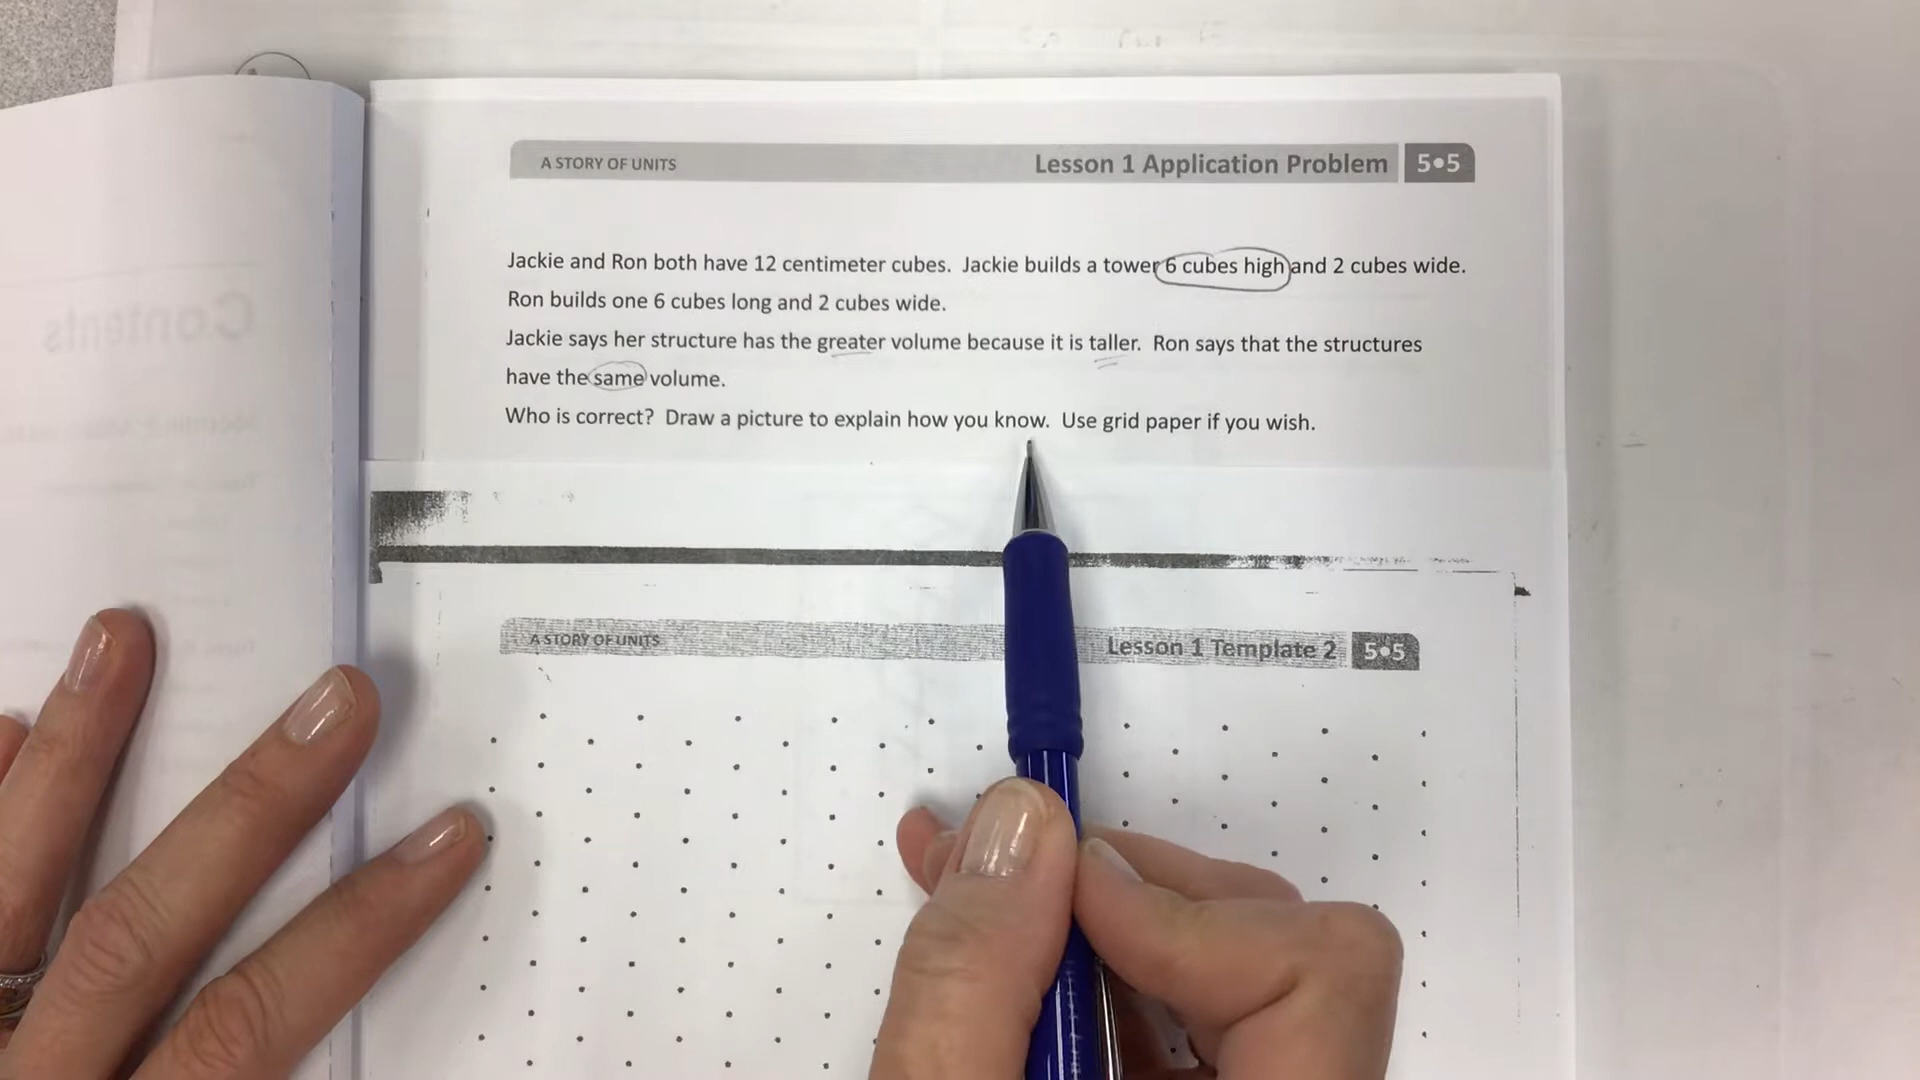 A STORY OF UNITS Lesson 1 Application Problem 5•5
Jackie and Ron both have 12 centimeter cubes. Jackie builds a tower 6 cubes high and 2 cubes wide.
Ron builds one 6 cubes long and 2 cubes wide.
Jackie says her structure has the greater volume because it is taller. Ron says that the structures
have the same volume.
Who is correct? Draw a picture to explain how you know. Use grid paper if you wish.
A STORY OF UNITS Lesson 1 Template 2 5•5
Contents